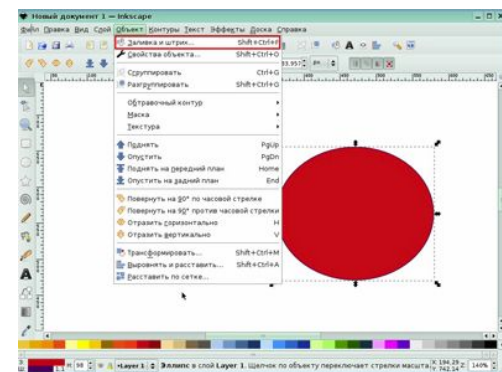 Новый документ 1 — Inkscape
Файл Правка Вид Слой Объект Контуры Текст Эффекты Доска Справка
Заливка и штрих... Shift+Ctrl+F
Свойства объекта... Shift+Ctrl+O
Сгруппировать Ctrl+G
Разгруппировать Shift+Ctrl+G
Обтравочный контур
Маска
Текстура
Поднять PgUp
Опустить PgDn
Поднять на передний план Home
Опустить на задний план End
Повернуть на 90° по часовой стрелке
Повернуть на 90° против часовой стрелки
Отразить горизонтально H
Отразить вертикально V
Трансформировать... Shift+Ctrl+M
Выровнять и расставить... Shift+Ctrl+A
Расставить по сетке...
Layer 1 Эллипс в слой Layer 1. Щелчок по объекту переключает стрелки масштаба
140%